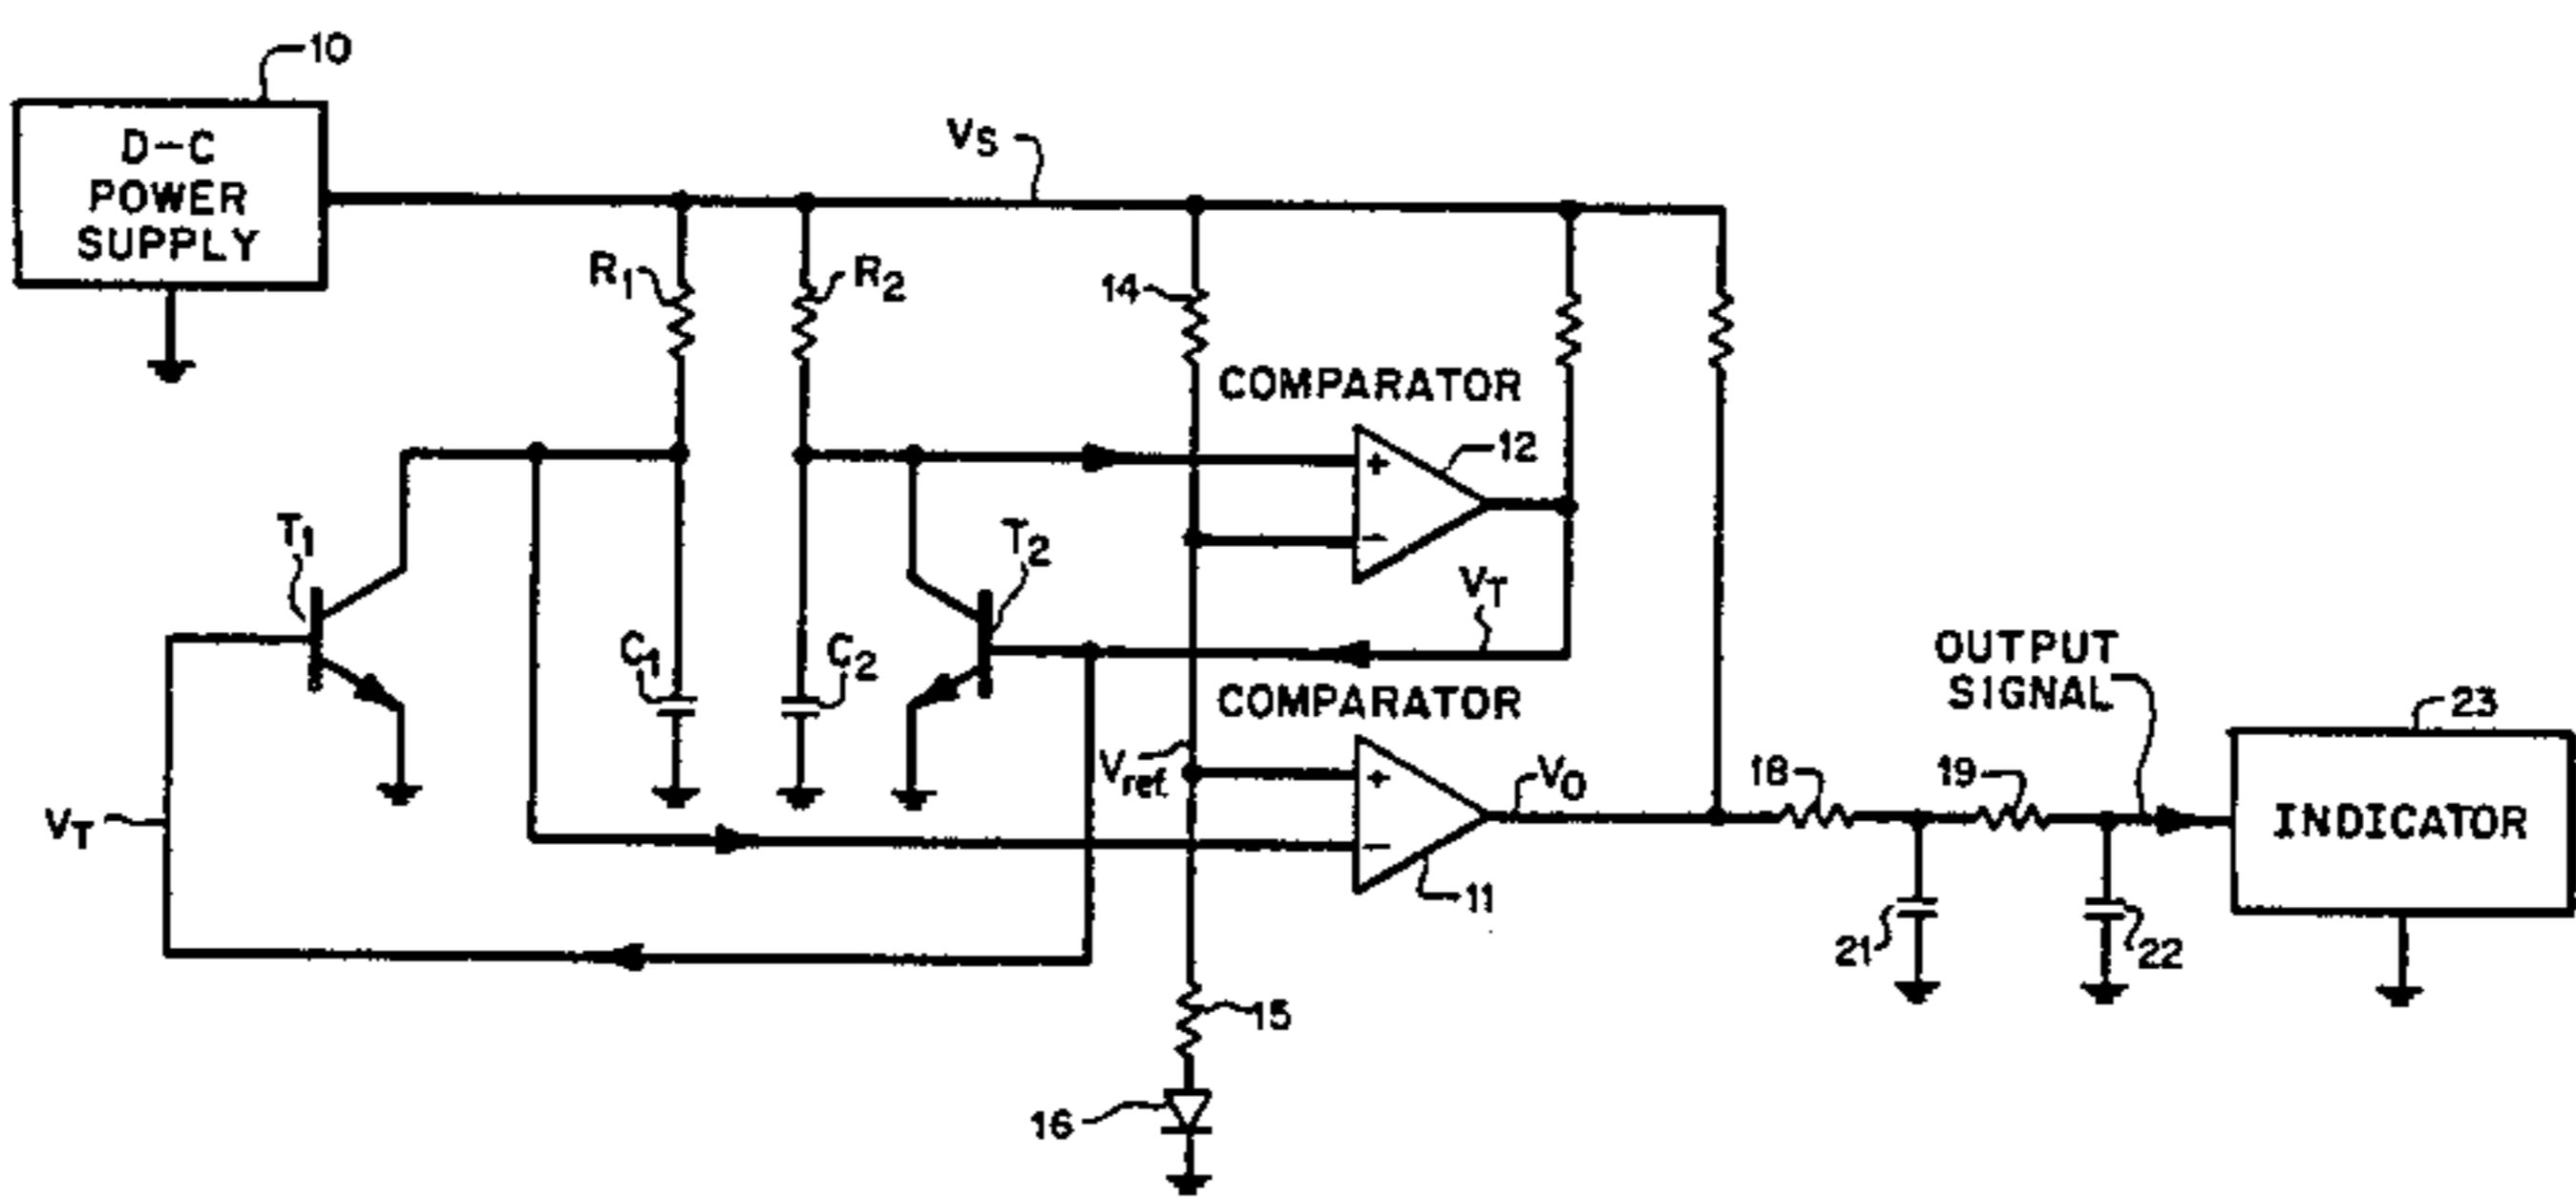 10
D-C
POWER
SUPPLY
VS
R1
R2
14
COMPARATOR
12
T1
T2
C1
C2
VT
COMPARATOR
Vref.
VO
11
VT
OUTPUT
SIGNAL
18
19
23
INDICATOR
21
22
15
16